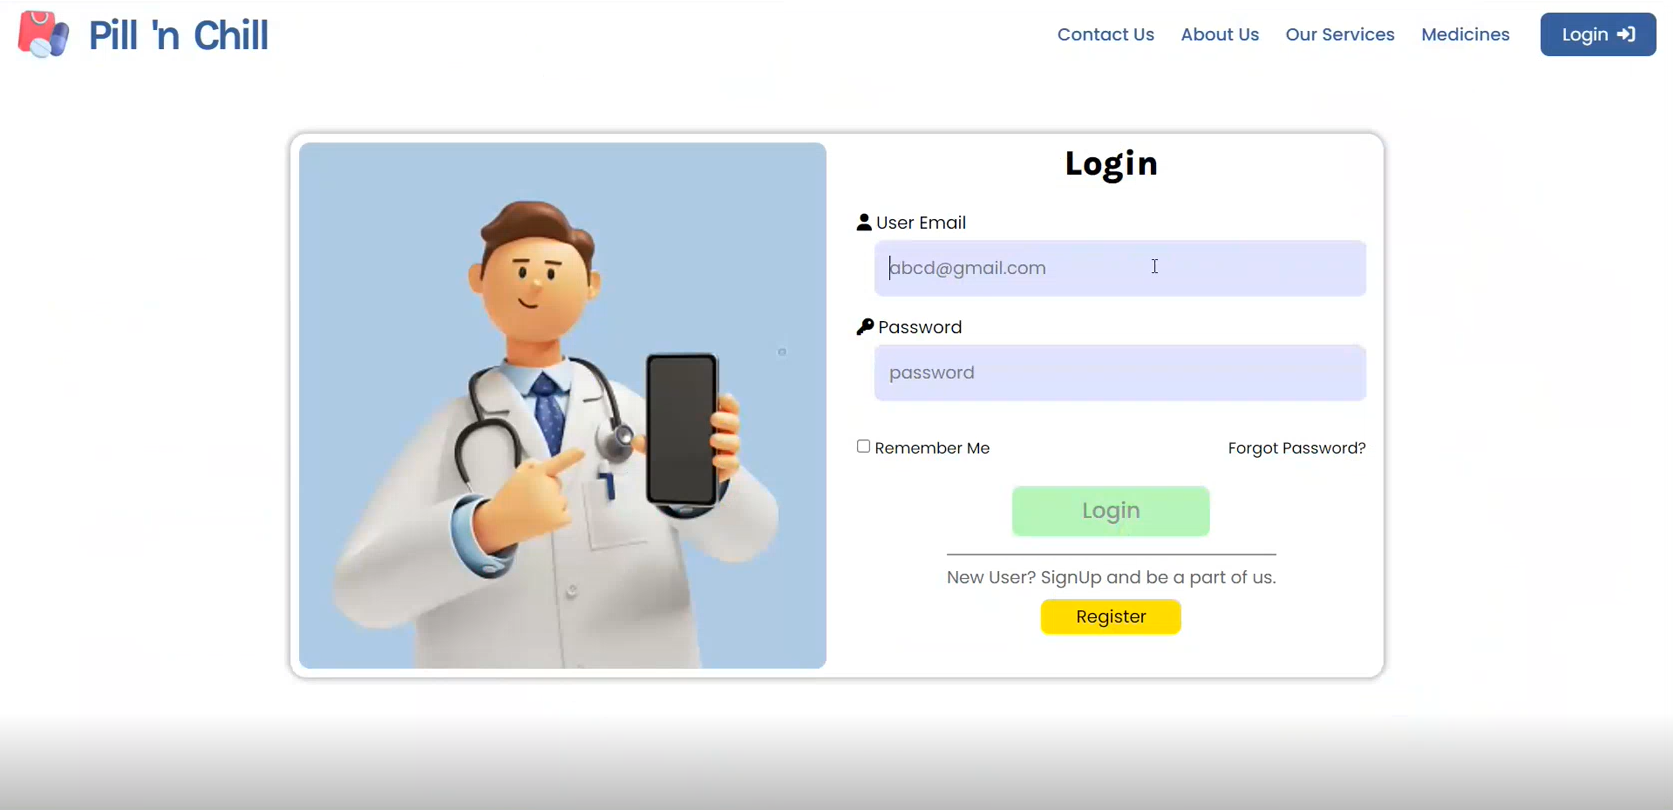 Pill 'n Chill
Contact Us About Us Our Services Medicines Login
Login
User Email
abcd@gmail.com
Password
password
Remember Me Forgot Password?
Login
New User? SignUp and be a part of us.
Register